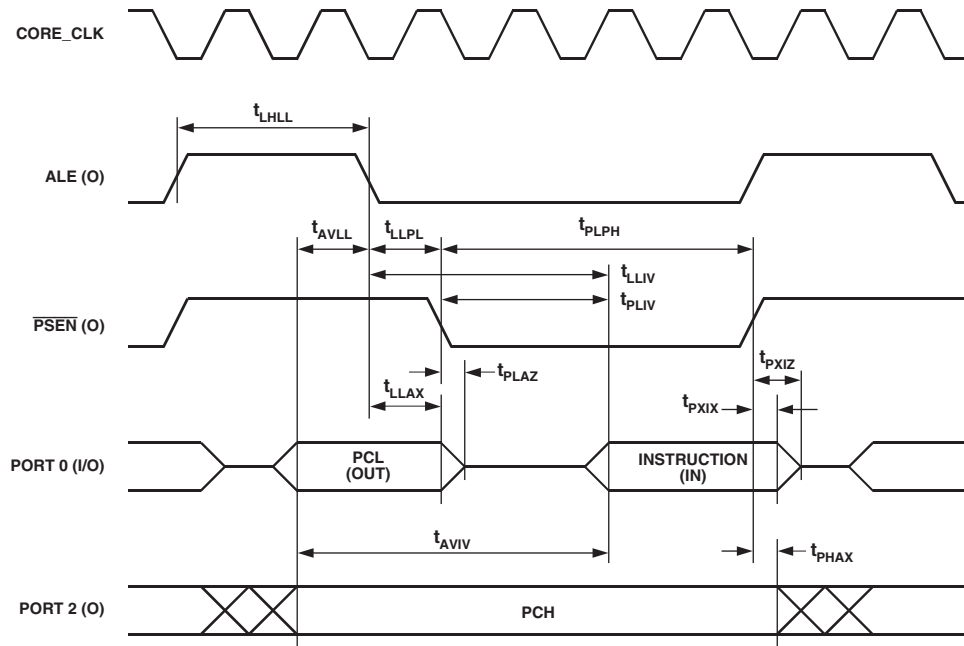 CORE_CLK
tLHLL
ALE (O)
tAVLL
tLLPL
tPLPH
tLLIV
tPLIV
PSEN (O)
tPXIZ
tPLAZ
tLLAX
tPXIX
PORT 0 (I/O)
PCL
(OUT)
INSTRUCTION
(IN)
tAVIV
tPHAX
PORT 2 (O)
PCH